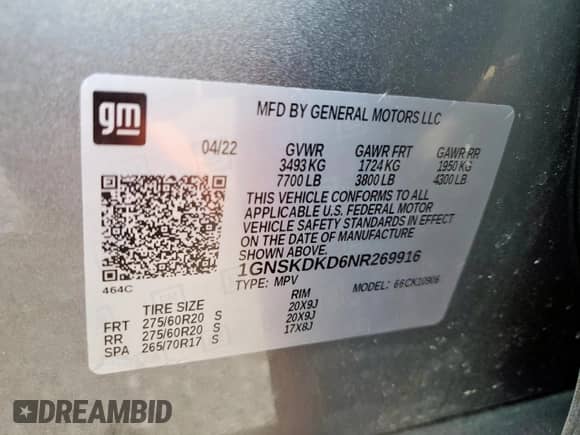 gm
MFD BY GENERAL MOTORS LLC
04/22 GVWR GAWR FRT GAWR RR
3493 KG 1724 KG 1950 KG
7700 LB 3800 LB 4300 LB
THIS VEHICLE CONFORMS TO ALL
APPLICABLE U.S. FEDERAL MOTOR
VEHICLE SAFETY STANDARDS IN EFFECT
ON THE DATE OF MANUFACTURE
SHOWN ABOVE.
1GNSKDKD6NR269916
464C
TYPE: MPV MODEL: 66CK10906
TIRE SIZE RIM
FRT 275/60R20 S 20X9J
RR 275/60R20 S 20X9J
SPA 265/70R17 S 17X8J
DREAMBID